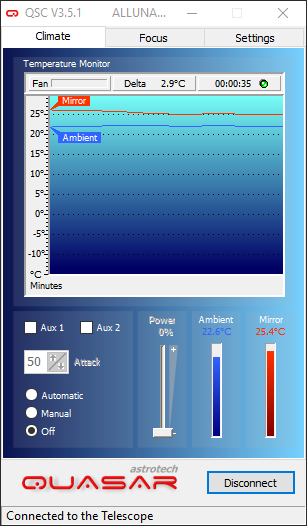 QSC V3.5.1 ALLUNA...
Climate Focus Settings
Temperature Monitor
Fan Delta 2.9°C 00:00:35
Mirror
25°
Ambient
20°
15°
10°
5°
0°
-5°
-10°
°C
Minutes
Aux 1 Aux 2
50 Attack
Automatic
Manual
Off
Power
0%
+
-
Ambient
22.6°C
Mirror
25.4°C
astrotech
QUASAR
Disconnect
Connected to the Telescope